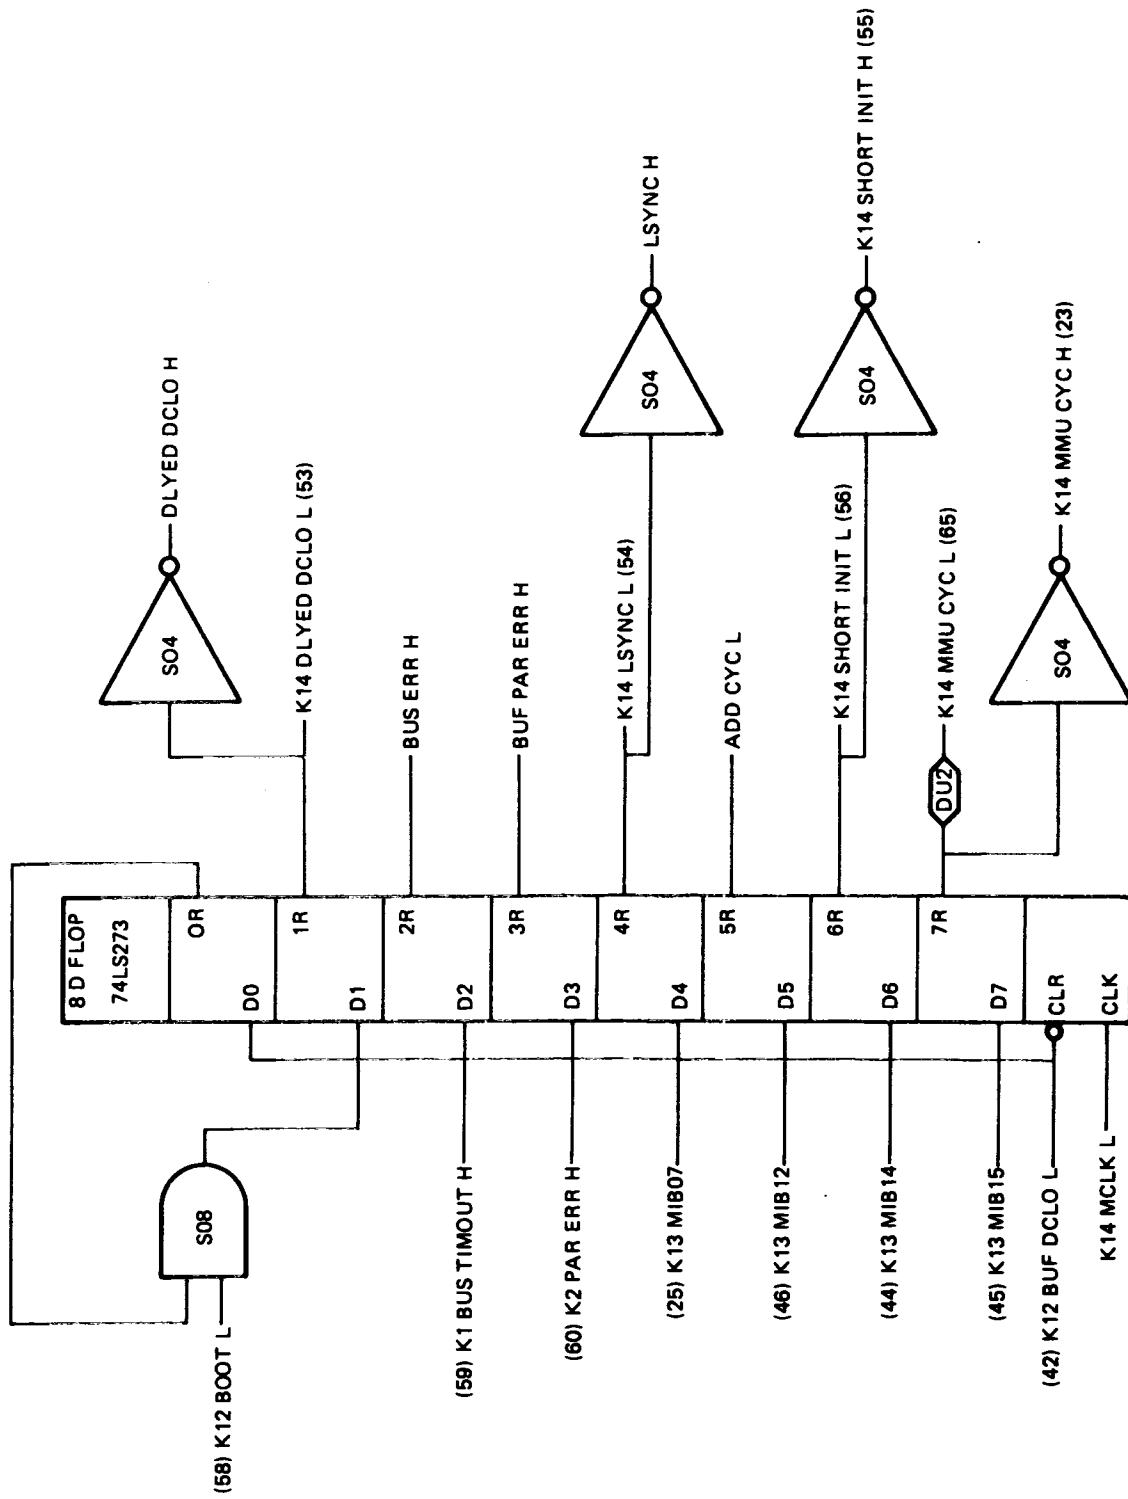 8 D FLOP
74LS273
0R
D0
1R
D1
2R
D2
3R
D3
4R
D4
5R
D5
6R
D6
7R
D7
CLR
CLK
(58) K12 BOOT L
S08
(59) K1 BUS TIMOUT H
(60) K2 PAR ERR H
(25) K13 MIB07
(46) K13 MIB12
(44) K13 MIB14
(45) K13 MIB15
(42) K12 BUF DCLO L
K14 MCLK L
S04
DLYED DCLO H
K14 DLYED DCLO L (53)
BUS ERR H
BUF PAR ERR H
K14 LSYNC L (54)
S04
LSYNC H
ADD CYC L
K14 SHORT INIT L (56)
S04
K14 SHORT INIT H (55)
DU2
K14 MMU CYC L (65)
S04
K14 MMU CYC H (23)